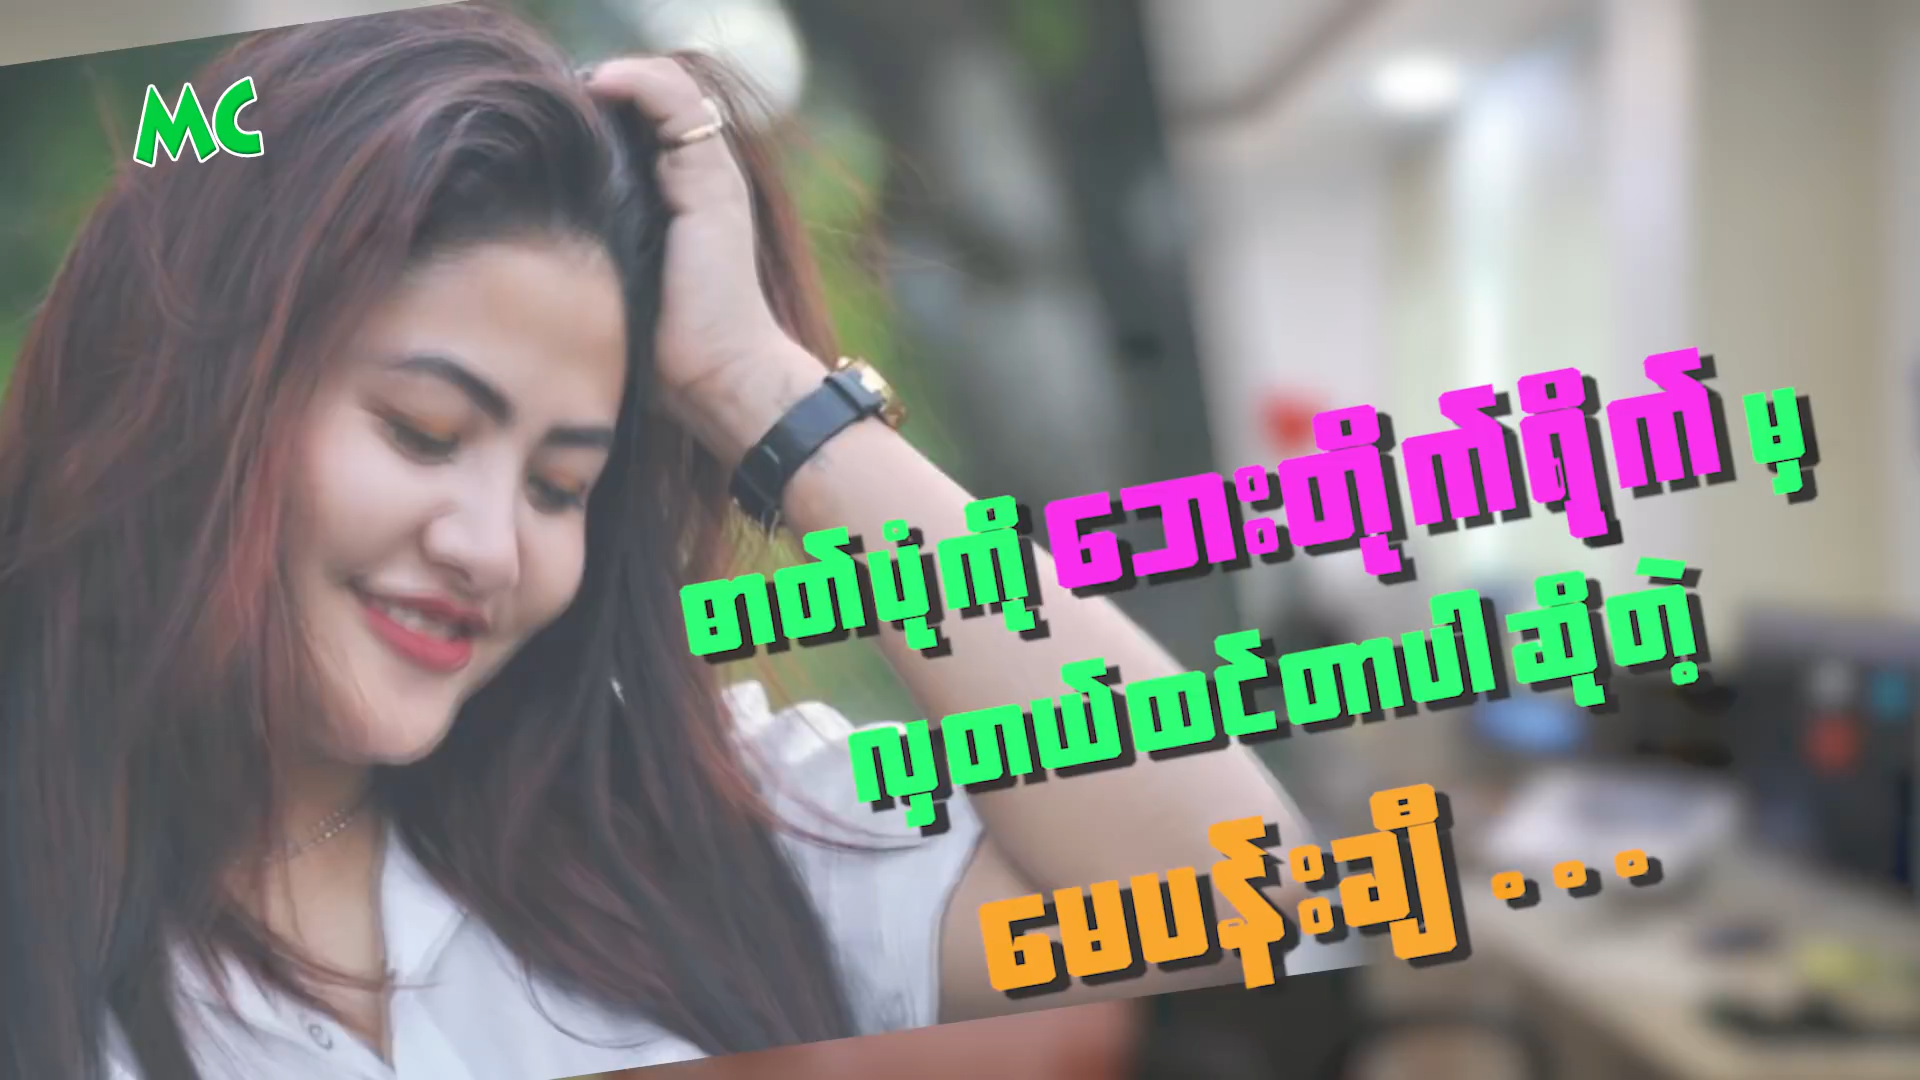 MC
ဓာတ်ပုံကို ဘေးတိုက်ရိုက် မှ
လှတယ်ထင်တာပါ ဆိုတဲ့
မေပန်းချီ . . .